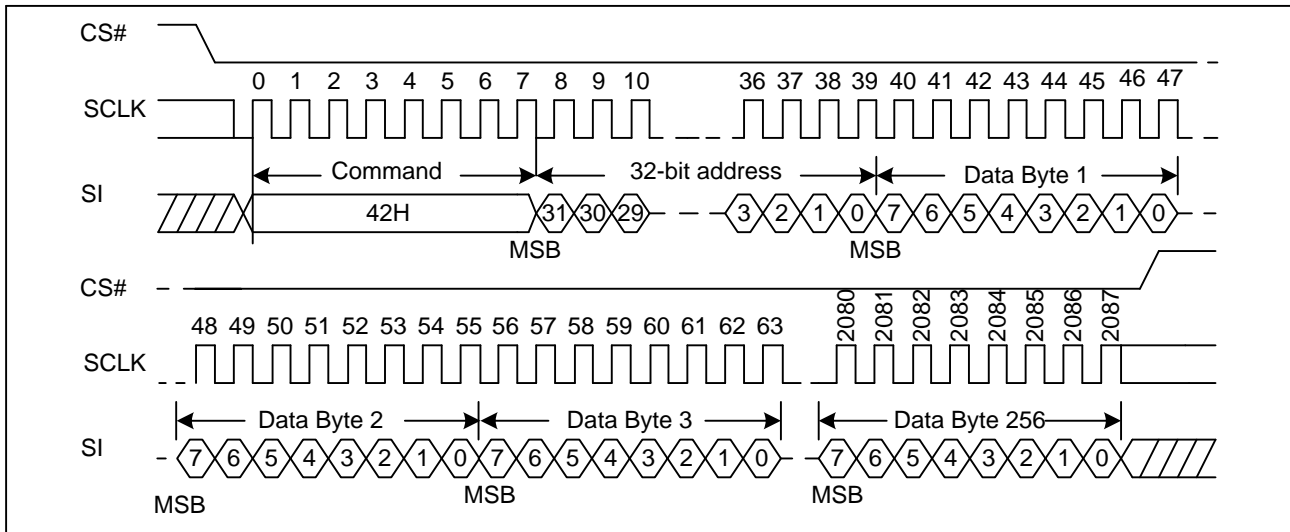 CS#
0 1 2 3 4 5 6 7 8 9 10 36 37 38 39 40 41 42 43 44 45 46 47
SCLK
Command 32-bit address Data Byte 1
SI
42H 31 30 29 3 2 1 0 7 6 5 4 3 2 1 0
MSB MSB
CS#
48 49 50 51 52 53 54 55 56 57 58 59 60 61 62 63 2080 2081 2082 2083 2084 2085 2086 2087
SCLK
Data Byte 2 Data Byte 3 Data Byte 256
SI
7 6 5 4 3 2 1 0 7 6 5 4 3 2 1 0 7 6 5 4 3 2 1 0
MSB MSB MSB